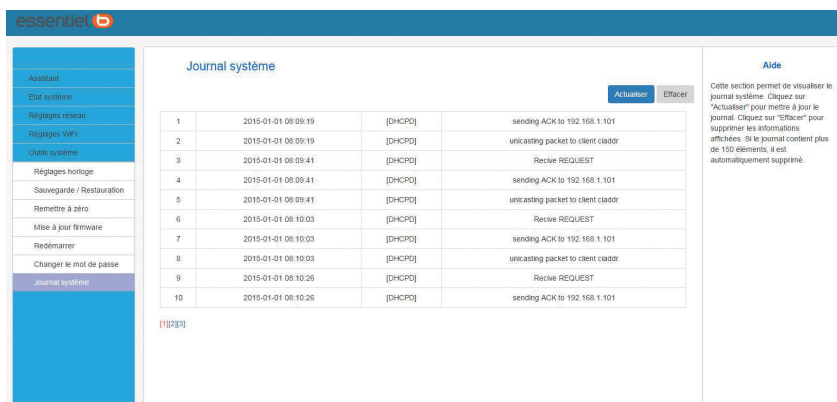 essentiel b
Assistant
Etat système
Réglages réseau
Réglages WiFi
Outils système
Réglages horloge
Sauvegarde / Restauration
Remettre à zéro
Mise à jour firmware
Redémarrer
Changer le mot de passe
Journal système
Journal système
Actualiser Effacer
1 2015-01-01 08:09:19 [DHCPD] sending ACK to 192.168.1.101
2 2015-01-01 08:09:19 [DHCPD] unicasting packet to client ciaddr
3 2015-01-01 08:09:41 [DHCPD] Recive REQUEST
4 2015-01-01 08:09:41 [DHCPD] sending ACK to 192.168.1.101
5 2015-01-01 08:09:41 [DHCPD] unicasting packet to client ciaddr
6 2015-01-01 08:10:03 [DHCPD] Recive REQUEST
7 2015-01-01 08:10:03 [DHCPD] sending ACK to 192.168.1.101
8 2015-01-01 08:10:03 [DHCPD] unicasting packet to client ciaddr
9 2015-01-01 08:10:26 [DHCPD] Recive REQUEST
10 2015-01-01 08:10:26 [DHCPD] sending ACK to 192.168.1.101
[1][2][3]
Aide
Cette section permet de visualiser le
journal système. Cliquez sur
"Actualiser" pour mettre à jour le
journal. Cliquez sur "Effacer" pour
supprimer les informations
affichées. Si le journal contient plus
de 150 éléments, il est
automatiquement supprimé.